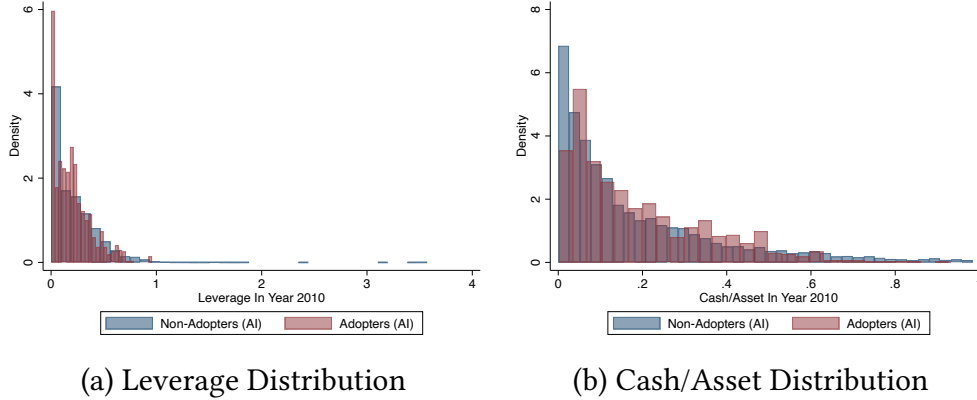 6
4
2
0
Density
0
1
2
3
4
Leverage In Year 2010
Non-Adopters (AI)
Adopters (AI)
(a) Leverage Distribution
8
6
4
2
0
Density
0
.2
.4
.6
.8
Cash/Asset In Year 2010
Non-Adopters (AI)
Adopters (AI)
(b) Cash/Asset Distribution